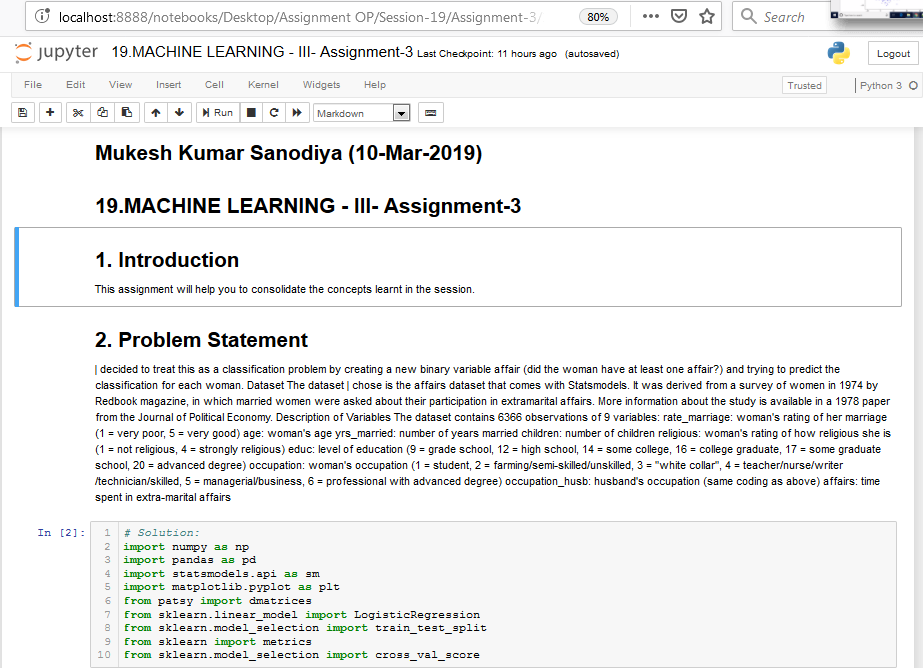 localhost:8888/notebooks/Desktop/Assignment OP/Session-19/Assignment-3/
80%
Search
jupyter 19.MACHINE LEARNING - III- Assignment-3 Last Checkpoint: 11 hours ago (autosaved)
Logout
File Edit View Insert Cell Kernel Widgets Help
Trusted
Python 3
Run
Markdown
Mukesh Kumar Sanodiya (10-Mar-2019)
19.MACHINE LEARNING - III- Assignment-3
1. Introduction
This assignment will help you to consolidate the concepts learnt in the session.
2. Problem Statement
| decided to treat this as a classification problem by creating a new binary variable affair (did the woman have at least one affair?) and trying to predict the
classification for each woman. Dataset The dataset | chose is the affairs dataset that comes with Statsmodels. It was derived from a survey of women in 1974 by
Redbook magazine, in which married women were asked about their participation in extramarital affairs. More information about the study is available in a 1978 paper
from the Journal of Political Economy. Description of Variables The dataset contains 6366 observations of 9 variables: rate_marriage: woman's rating of her marriage
(1 = very poor, 5 = very good) age: woman's age yrs_married: number of years married children: number of children religious: woman's rating of how religious she is
(1 = not religious, 4 = strongly religious) educ: level of education (9 = grade school, 12 = high school, 14 = some college, 16 = college graduate, 17 = some graduate
school, 20 = advanced degree) occupation: woman's occupation (1 = student, 2 = farming/semi-skilled/unskilled, 3 = "white collar", 4 = teacher/nurse/writer
/technician/skilled, 5 = managerial/business, 6 = professional with advanced degree) occupation_husb: husband's occupation (same coding as above) affairs: time
spent in extra-marital affairs
In [2]:
1 # Solution:
2 import numpy as np
3 import pandas as pd
4 import statsmodels.api as sm
5 import matplotlib.pyplot as plt
6 from patsy import dmatrices
7 from sklearn.linear_model import LogisticRegression
8 from sklearn.model_selection import train_test_split
9 from sklearn import metrics
10 from sklearn.model_selection import cross_val_score